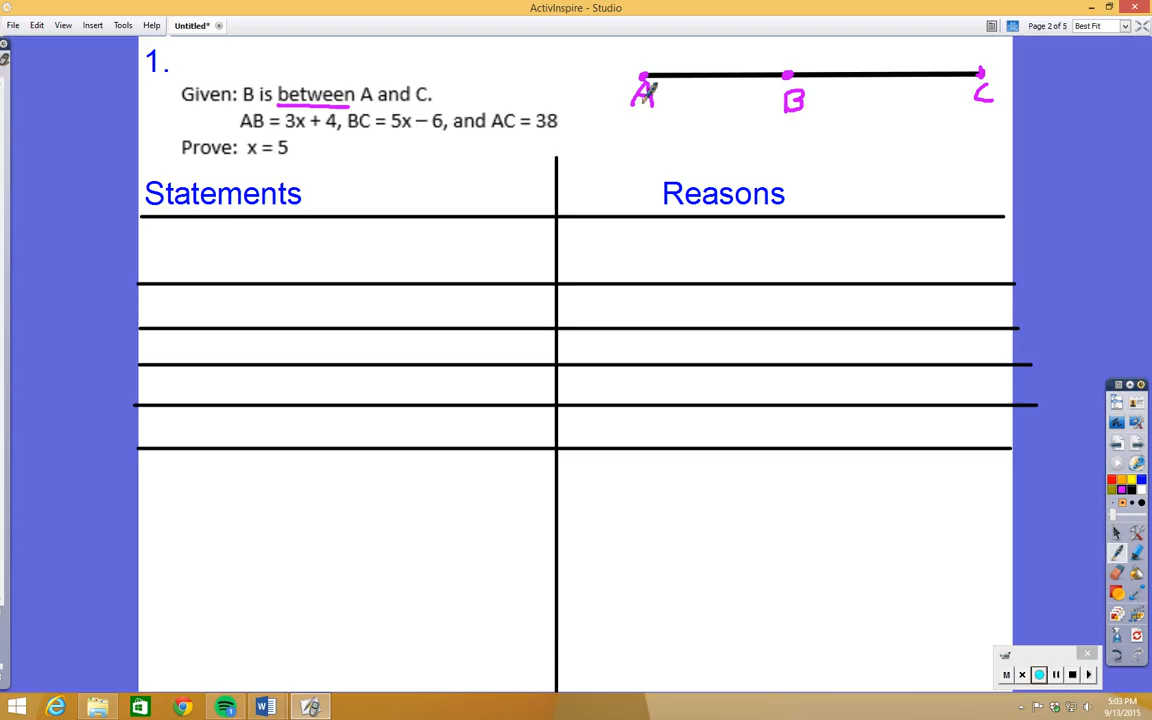 ActivInspire - Studio
File Edit View Insert Tools Help Page 2 of 5 Best Fit
Untitled*
1.
Given: B is between A and C.
AB = 3x + 4, BC = 5x – 6, and AC = 38
Prove: x = 5
A B C
Statements Reasons
M
5:03 PM
9/13/2015